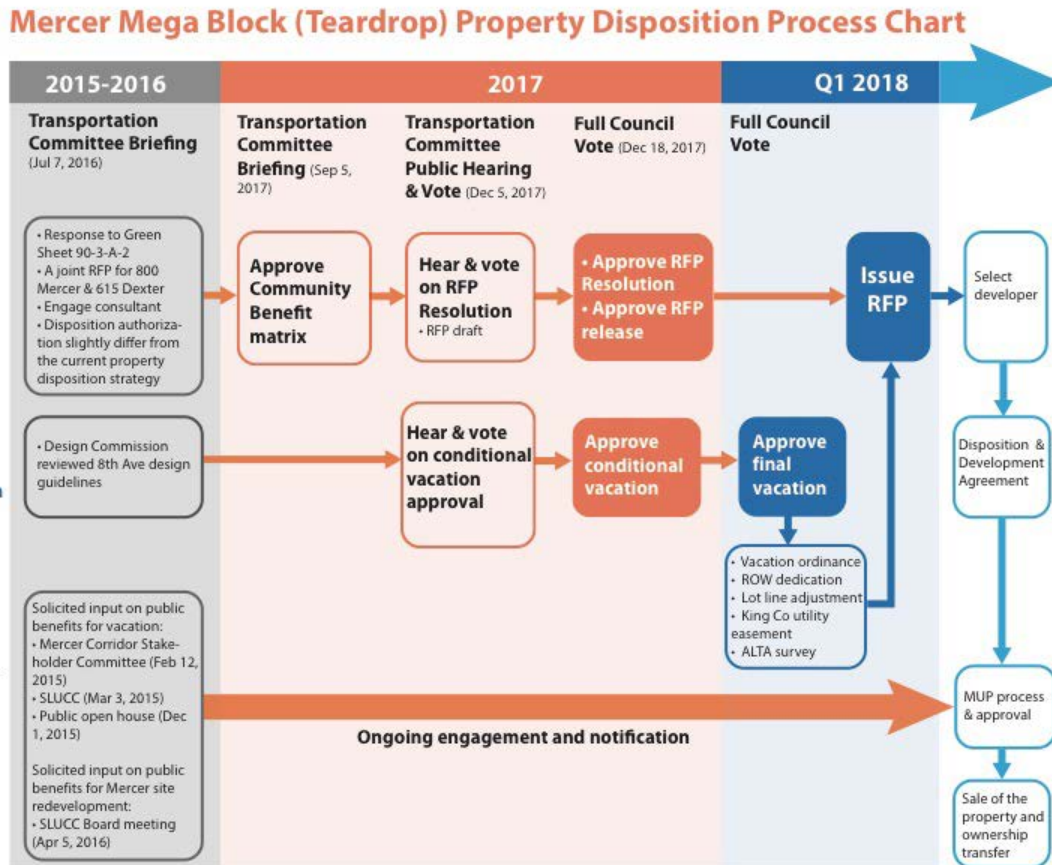 Mercer Mega Block (Teardrop) Property Disposition Process Chart
2015-2016
2017
Q1 2018
Transportation
Committee Briefing
(Jul 7, 2016)
Transportation
Committee
Briefing (Sep 5,
2017)
Transportation
Committee
Public Hearing
& Vote (Dec 5, 2017)
Full Council
Vote (Dec 18, 2017)
Full Council
Vote
• Response to Green
Sheet 90-3-A-2
• A joint RFP for 800
Mercer & 615 Dexter
• Engage consultant
• Disposition authoriza-
tion slightly differ from
the current property
disposition strategy
Approve
Community
Benefit
matrix
Hear & vote
on RFP
Resolution
• RFP draft
• Approve RFP
Resolution
• Approve RFP
release
Issue
RFP
Select
developer
• Design Commission
reviewed 8th Ave design
guidelines
Hear & vote
on conditional
vacation
approval
Approve
conditional
vacation
Approve
final
vacation
Disposition &
Development
Agreement
• Vacation ordinance
• ROW dedication
• Lot line adjustment
• King Co utility
easement
• ALTA survey
Solicited input on public
benefits for vacation:
• Mercer Corridor Stake-
holder Committee (Feb 12,
2015)
• SLUCC (Mar 3, 2015)
• Public open house (Dec
1, 2015)
Solicited input on public
benefits for Mercer site
redevelopment:
• SLUCC Board meeting
(Apr 5, 2016)
Ongoing engagement and notification
MUP process
& approval
Sale of the
property and
ownership
transfer